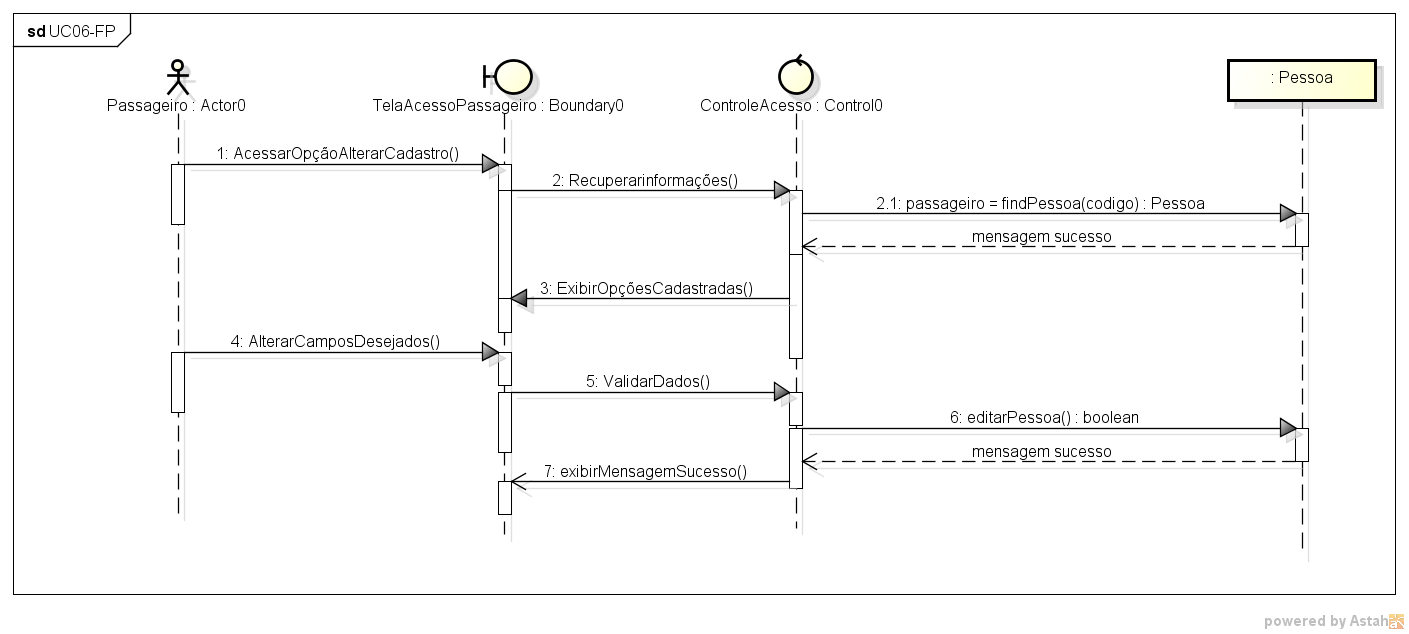 sd UC06-FP
Passageiro : Actor0
TelaAcessoPassageiro : Boundary0
ControleAcesso : Control0
: Pessoa
1: AcessarOpçãoAlterarCadastro()
2: Recuperarinformações()
2.1: passageiro = findPessoa(codigo) : Pessoa
mensagem sucesso
3: ExibirOpçõesCadastradas()
4: AlterarCamposDesejados()
5: ValidarDados()
6: editarPessoa() : boolean
mensagem sucesso
7: exibirMensagemSucesso()
powered by Astah